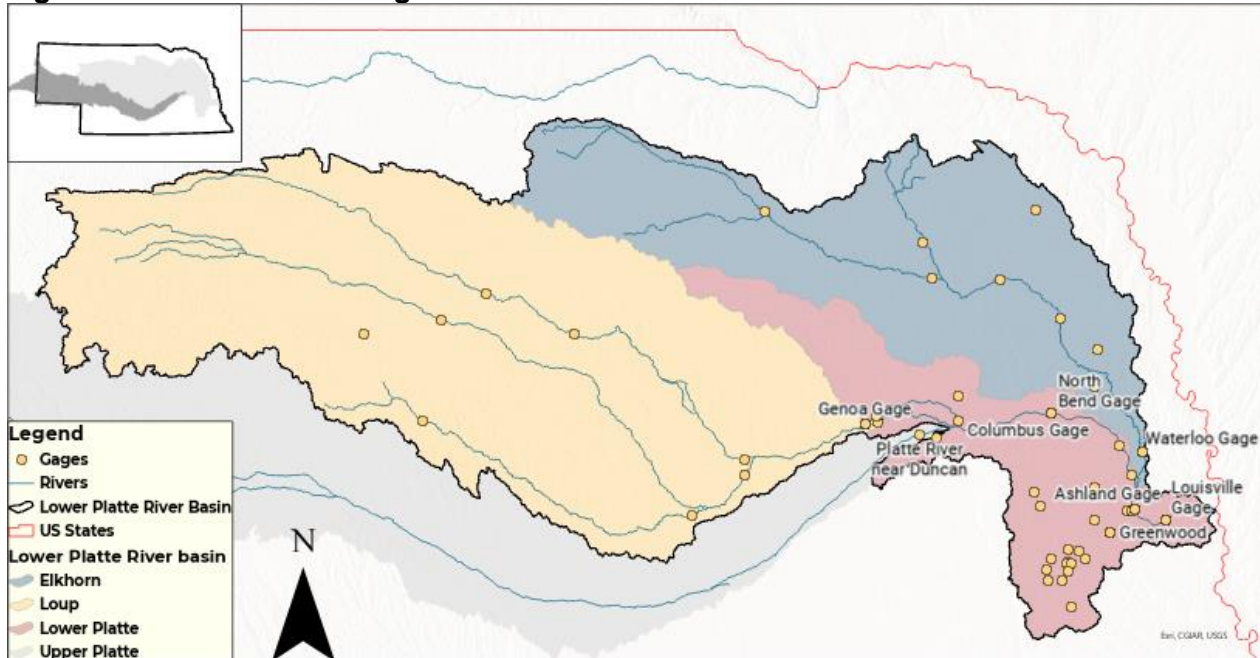 Legend
Gages
Rivers
Lower Platte River Basin
US States
Lower Platte River basin
Elkhorn
Loup
Lower Platte
Upper Platte
N
Genoa Gage
Platte River
near Duncan
Columbus Gage
North
Bend Gage
Waterloo Gage
Ashland Gage
Louisville
Gage
Greenwood
Esri, CGIAR, USGS